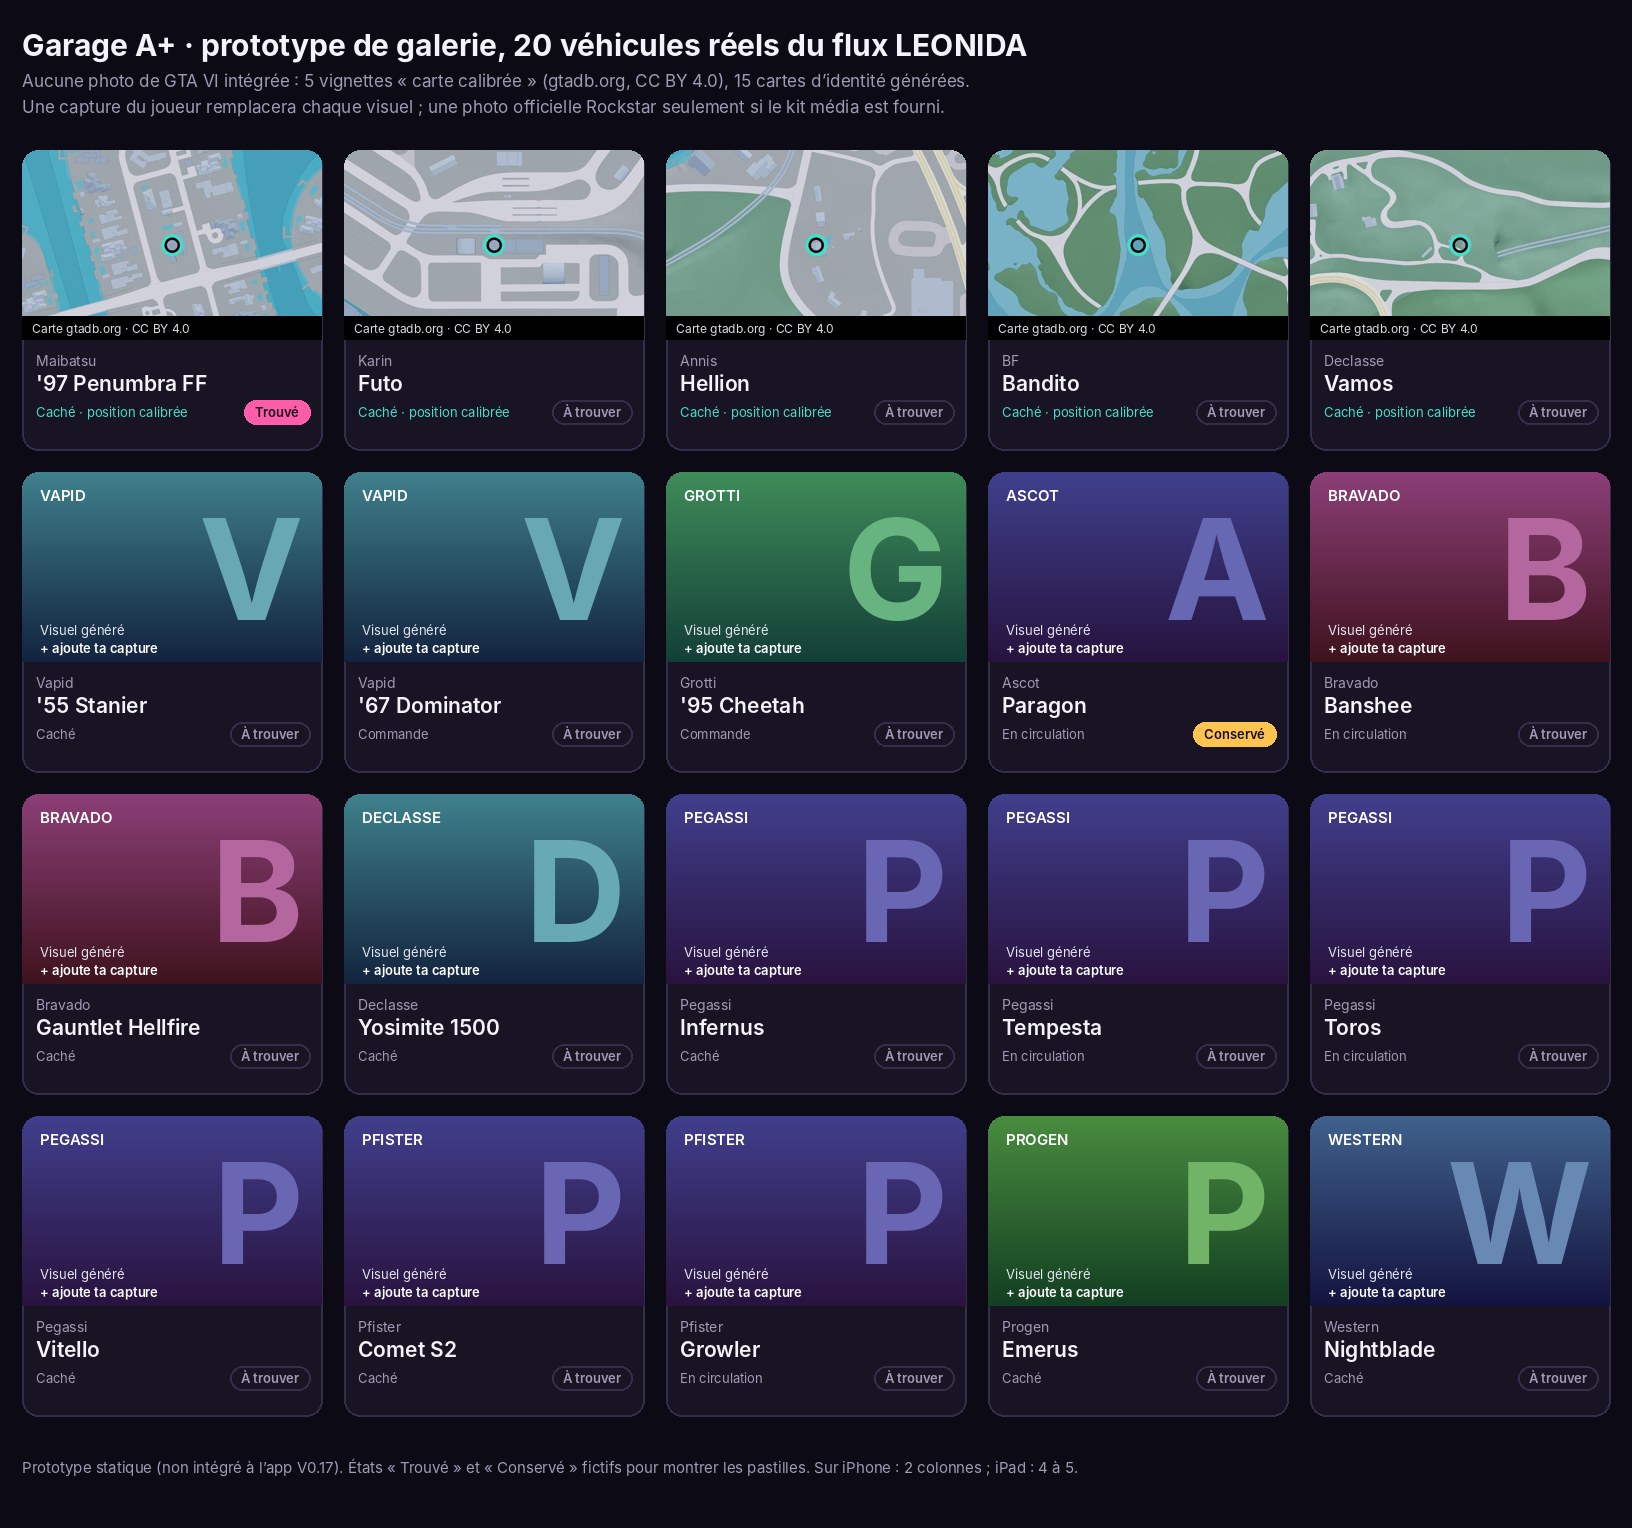 Garage A+ · prototype de galerie, 20 véhicules réels du flux LEONIDA
Aucune photo de GTA VI intégrée : 5 vignettes « carte calibrée » (gtadb.org, CC BY 4.0), 15 cartes d’identité générées.
Une capture du joueur remplacera chaque visuel ; une photo officielle Rockstar seulement si le kit média est fourni.
Carte gtadb.org · CC BY 4.0
Maibatsu
'97 Penumbra FF
Caché · position calibrée
Trouvé
Carte gtadb.org · CC BY 4.0
Karin
Futo
Caché · position calibrée
À trouver
Carte gtadb.org · CC BY 4.0
Annis
Hellion
Caché · position calibrée
À trouver
Carte gtadb.org · CC BY 4.0
BF
Bandito
Caché · position calibrée
À trouver
Carte gtadb.org · CC BY 4.0
Declasse
Vamos
Caché · position calibrée
À trouver
VAPID
V
Visuel généré
+ ajoute ta capture
Vapid
'55 Stanier
Caché
À trouver
VAPID
V
Visuel généré
+ ajoute ta capture
Vapid
'67 Dominator
Commande
À trouver
GROTTI
G
Visuel généré
+ ajoute ta capture
Grotti
'95 Cheetah
Commande
À trouver
ASCOT
A
Visuel généré
+ ajoute ta capture
Ascot
Paragon
En circulation
Conservé
BRAVADO
B
Visuel généré
+ ajoute ta capture
Bravado
Banshee
En circulation
À trouver
BRAVADO
B
Visuel généré
+ ajoute ta capture
Bravado
Gauntlet Hellfire
Caché
À trouver
DECLASSE
D
Visuel généré
+ ajoute ta capture
Declasse
Yosimite 1500
Caché
À trouver
PEGASSI
P
Visuel généré
+ ajoute ta capture
Pegassi
Infernus
Caché
À trouver
PEGASSI
P
Visuel généré
+ ajoute ta capture
Pegassi
Tempesta
En circulation
À trouver
PEGASSI
P
Visuel généré
+ ajoute ta capture
Pegassi
Toros
En circulation
À trouver
PEGASSI
P
Visuel généré
+ ajoute ta capture
Pegassi
Vitello
Caché
À trouver
PFISTER
P
Visuel généré
+ ajoute ta capture
Pfister
Comet S2
Caché
À trouver
PFISTER
P
Visuel généré
+ ajoute ta capture
Pfister
Growler
En circulation
À trouver
PROGEN
P
Visuel généré
+ ajoute ta capture
Progen
Emerus
Caché
À trouver
WESTERN
W
Visuel généré
+ ajoute ta capture
Western
Nightblade
Caché
À trouver
Prototype statique (non intégré à l’app V0.17). États « Trouvé » et « Conservé » fictifs pour montrer les pastilles. Sur iPhone : 2 colonnes ; iPad : 4 à 5.